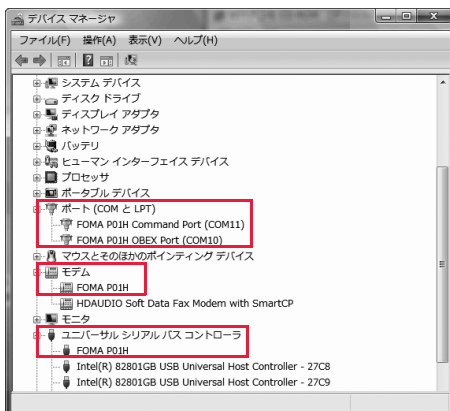 デバイス マネージャ
ファイル(F) 操作(A) 表示(V) ヘルプ(H)
システム デバイス
ディスク ドライブ
ディスプレイ アダプタ
ネットワーク アダプタ
バッテリ
ヒューマン インターフェイス デバイス
プロセッサ
ポータブル デバイス
ポート (COM と LPT)
FOMA P01H Command Port (COM11)
FOMA P01H OBEX Port (COM10)
マウスとそのほかのポインティング デバイス
モデム
FOMA P01H
HDAUDIO Soft Data Fax Modem with SmartCP
モニタ
ユニバーサル シリアル バス コントローラ
FOMA P01H
Intel(R) 82801GB USB Universal Host Controller - 27C8
Intel(R) 82801GB USB Universal Host Controller - 27C9